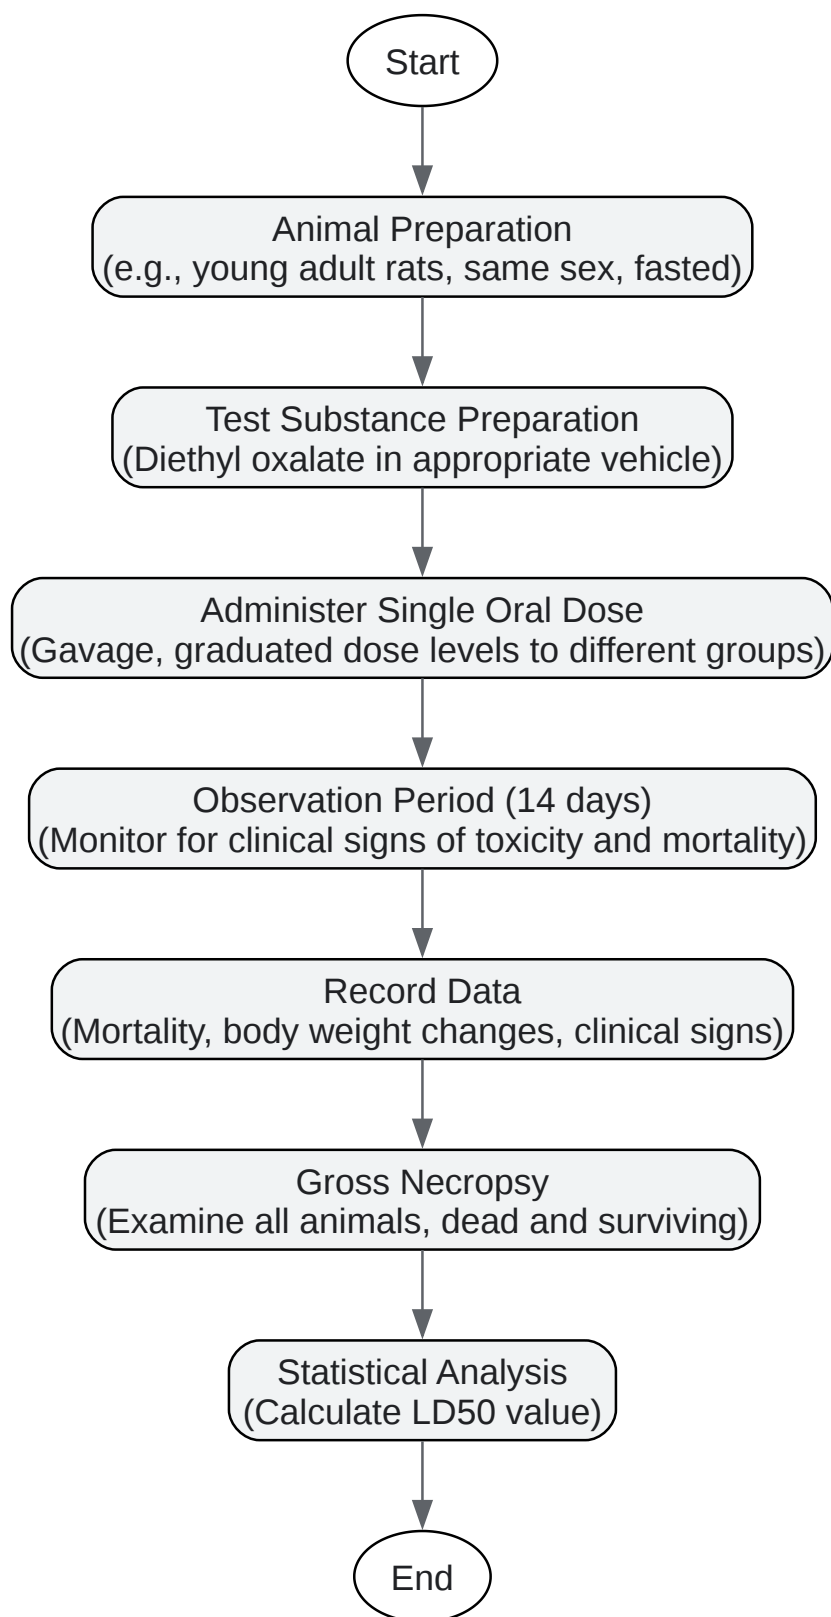 Start
Animal Preparation
(e.g., young adult rats, same sex, fasted)
Test Substance Preparation
(Diethyl oxalate in appropriate vehicle)
Administer Single Oral Dose
(Gavage, graduated dose levels to different groups)
Observation Period (14 days)
(Monitor for clinical signs of toxicity and mortality)
Record Data
(Mortality, body weight changes, clinical signs)
Gross Necropsy
(Examine all animals, dead and surviving)
Statistical Analysis
(Calculate LD50 value)
End